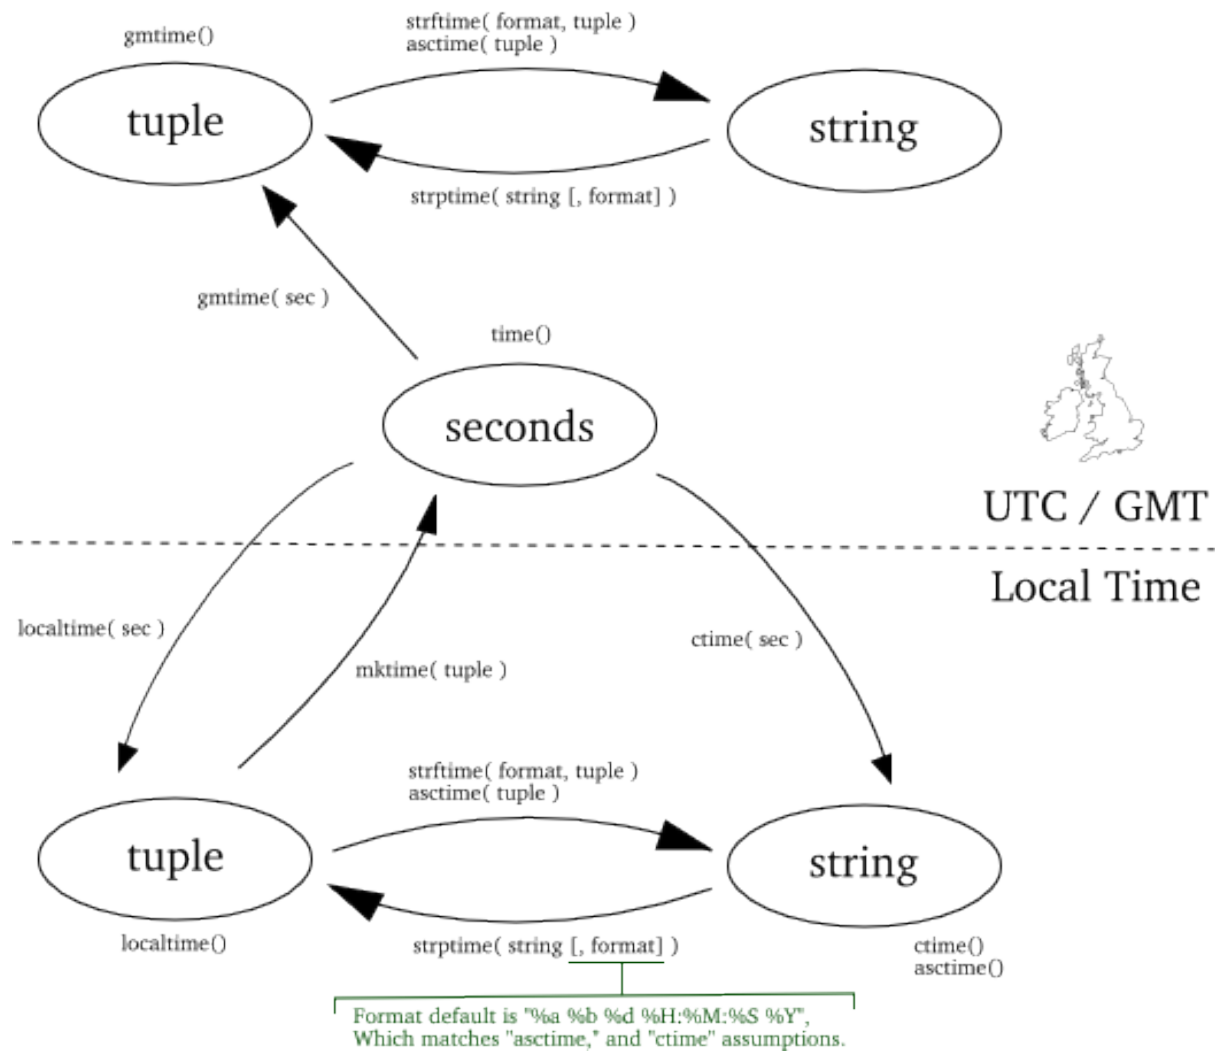 strftime( format, tuple )
gmtime()
asctime( tuple )
tuple
string
strptime( string [, format] )
gmtime( sec )
time()
seconds
UTC / GMT
Local Time
localtime( sec )
ctime( sec )
mktime( tuple )
strftime( format, tuple )
asctime( tuple )
tuple
string
localtime()
strptime( string [, format] )
ctime()
asctime()
Format default is "%a %b %d %H:%M:%S %Y",
Which matches "asctime," and "ctime" assumptions.